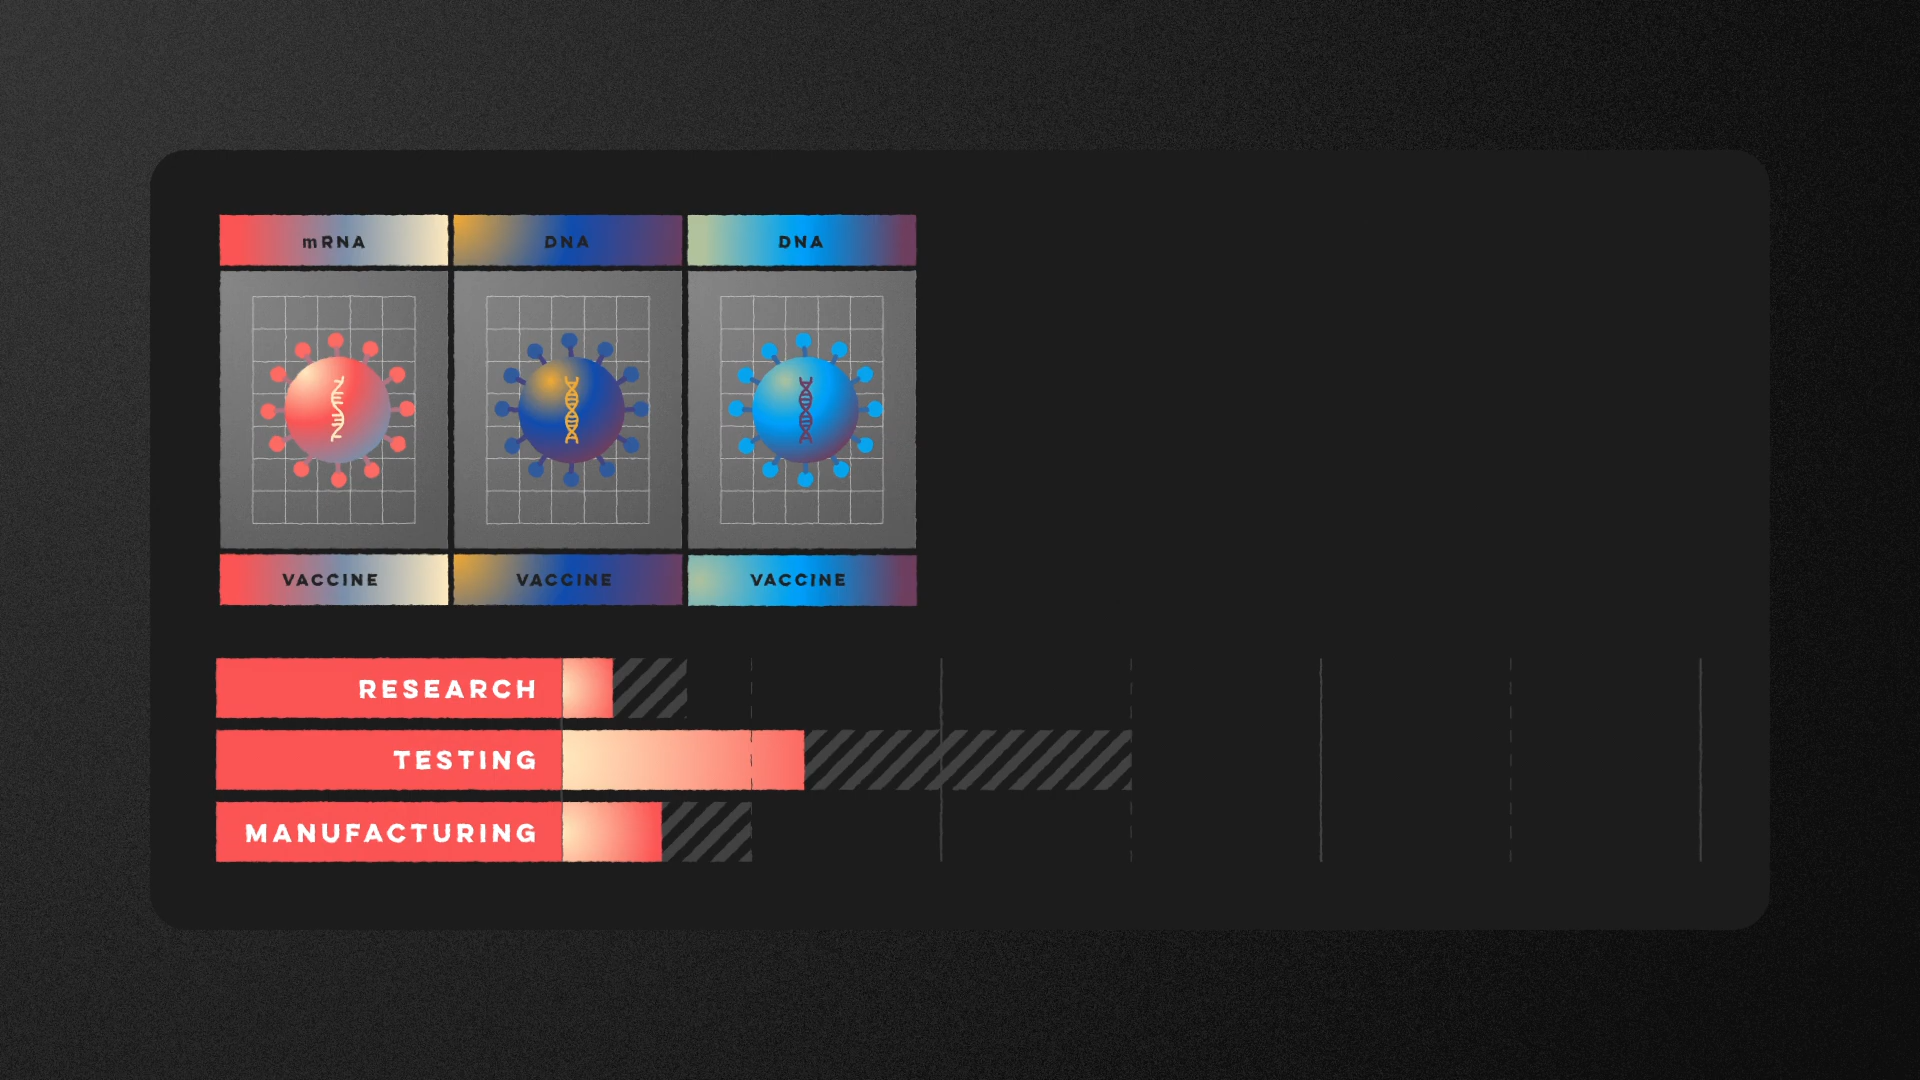 mRNA
DNA
DNA
VACCINE
VACCINE
VACCINE
RESEARCH
TESTING
MANUFACTURING